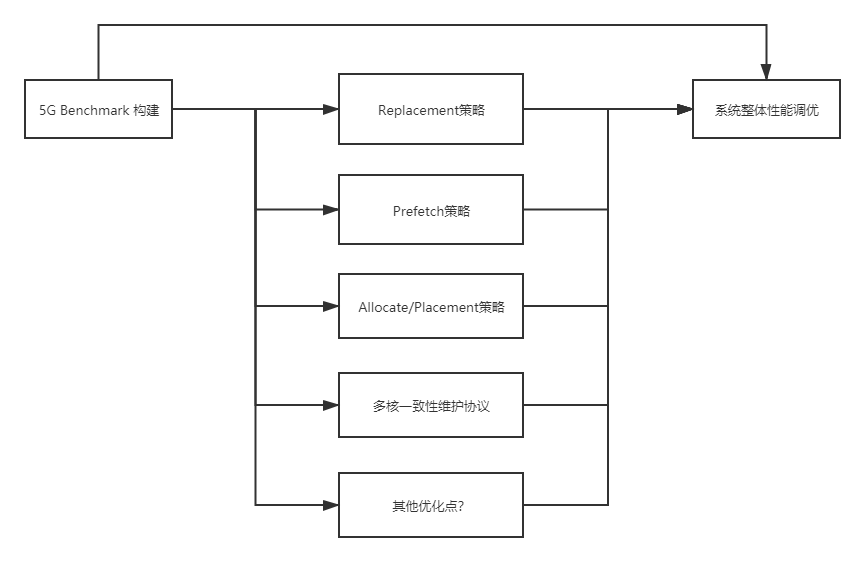 5G Benchmark 构建
Replacement策略
系统整体性能调优
Prefetch策略
Allocate/Placement策略
多核一致性维护协议
其他优化点?